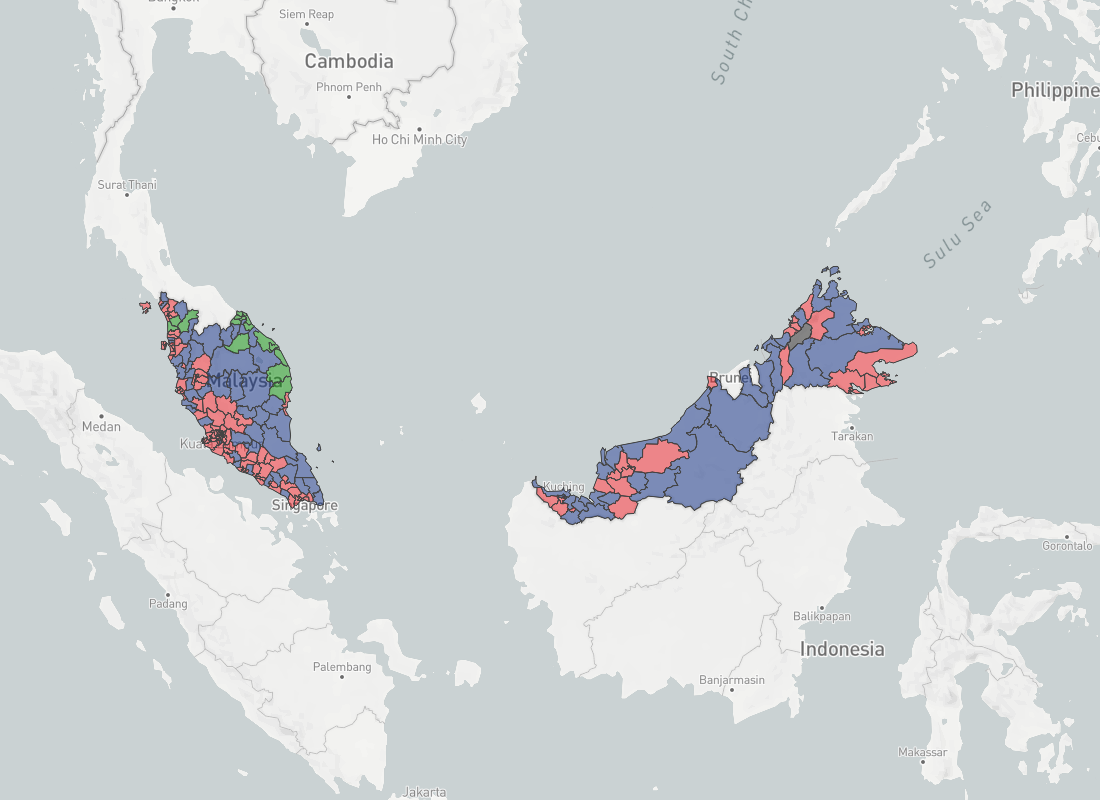 Siem Reap
Cambodia
Phnom Penh
Ho Chi Minh City
South Ch
Philippine
Cebu
Surat Thani
Sulu Sea
Malaysia
Brunei
Medan
Kua
Tarakan
Kuching
Singapore
Gorontalo
Padang
Balikpapan
Indonesia
Palembang
Banjarmasin
Makassar
Jakarta